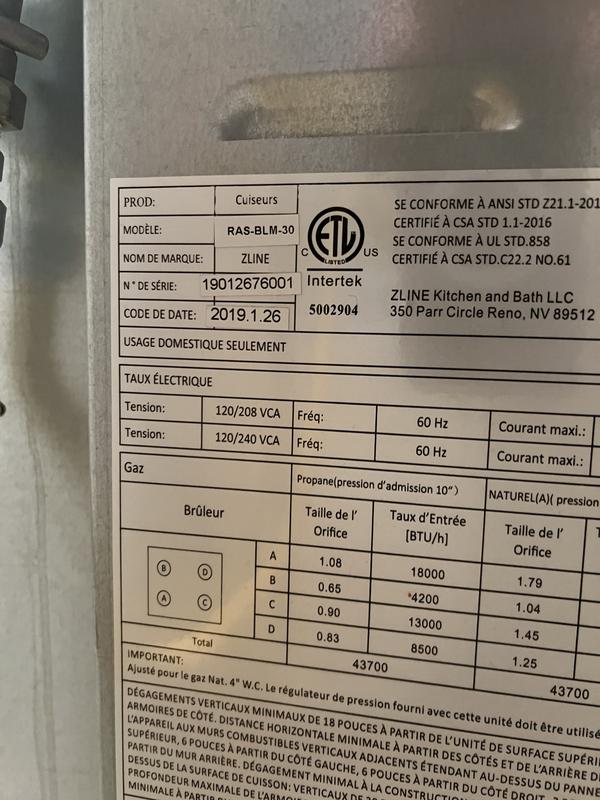 PROD: Cuiseurs
MODÈLE: RAS-BLM-30
NOM DE MARQUE: ZLINE
N° DE SÉRIE: 19012676001
CODE DE DATE: 2019.1.26
C ETL US
LISTED
Intertek
5002904
SE CONFORME À ANSI STD Z21.1-201
CERTIFIÉ À CSA STD 1.1-2016
SE CONFORME À UL STD.858
CERTIFIÉ À CSA STD.C22.2 NO.61
ZLINE Kitchen and Bath LLC
350 Parr Circle Reno, NV 89512
USAGE DOMESTIQUE SEULEMENT
TAUX ÉLECTRIQUE
Tension: 120/208 VCA Fréq: 60 Hz Courant maxi.:
Tension: 120/240 VCA Fréq: 60 Hz Courant maxi.:
Gaz Propane(pression d'admission 10") NATUREL(A)( pression
Brûleur Taille de l' Orifice Taux d'Entrée [BTU/h] Taille de l' Orifice
A 1.08 18000 1.79
B 0.65 4200 1.04
C 0.90 13000 1.45
D 0.83 8500 1.25
B D
A C
Total 43700 43700
IMPORTANT:
Ajusté pour le gaz Nat. 4" W.C. Le régulateur de pression fourni avec cette unité doit être utilisé
DÉGAGEMENTS VERTICAUX MINIMAUX DE 18 POUCES À PARTIR DE L'UNITÉ DE SURFACE SUPÉRI
ARMOIRES DE CÔTÉ. DISTANCE HORIZONTALE MINIMALE À PARTIR DES CÔTÉS ET DE L'ARRIÈRE D
L'APPAREIL AUX MURS COMBUSTIBLES VERTICAUX ADJACENTS ÉTENDANT AU-DESSUS DU PANNE
SUPÉRIEUR, 6 POUCES À PARTIR DU CÔTÉ GAUCHE, 6 POUCES À PARTIR DU CÔTÉ DROIT,
PARTIR DU MUR ARRIÈRE. DÉGAGEMENT MINIMAL À LA CONSTRUCTION
DESSUS DE LA SURFACE DE CUISSON: VERTICAUX DE
PROFONDEUR MAXIMALE DE L'ARMOI
MINIMALE À PARTIR